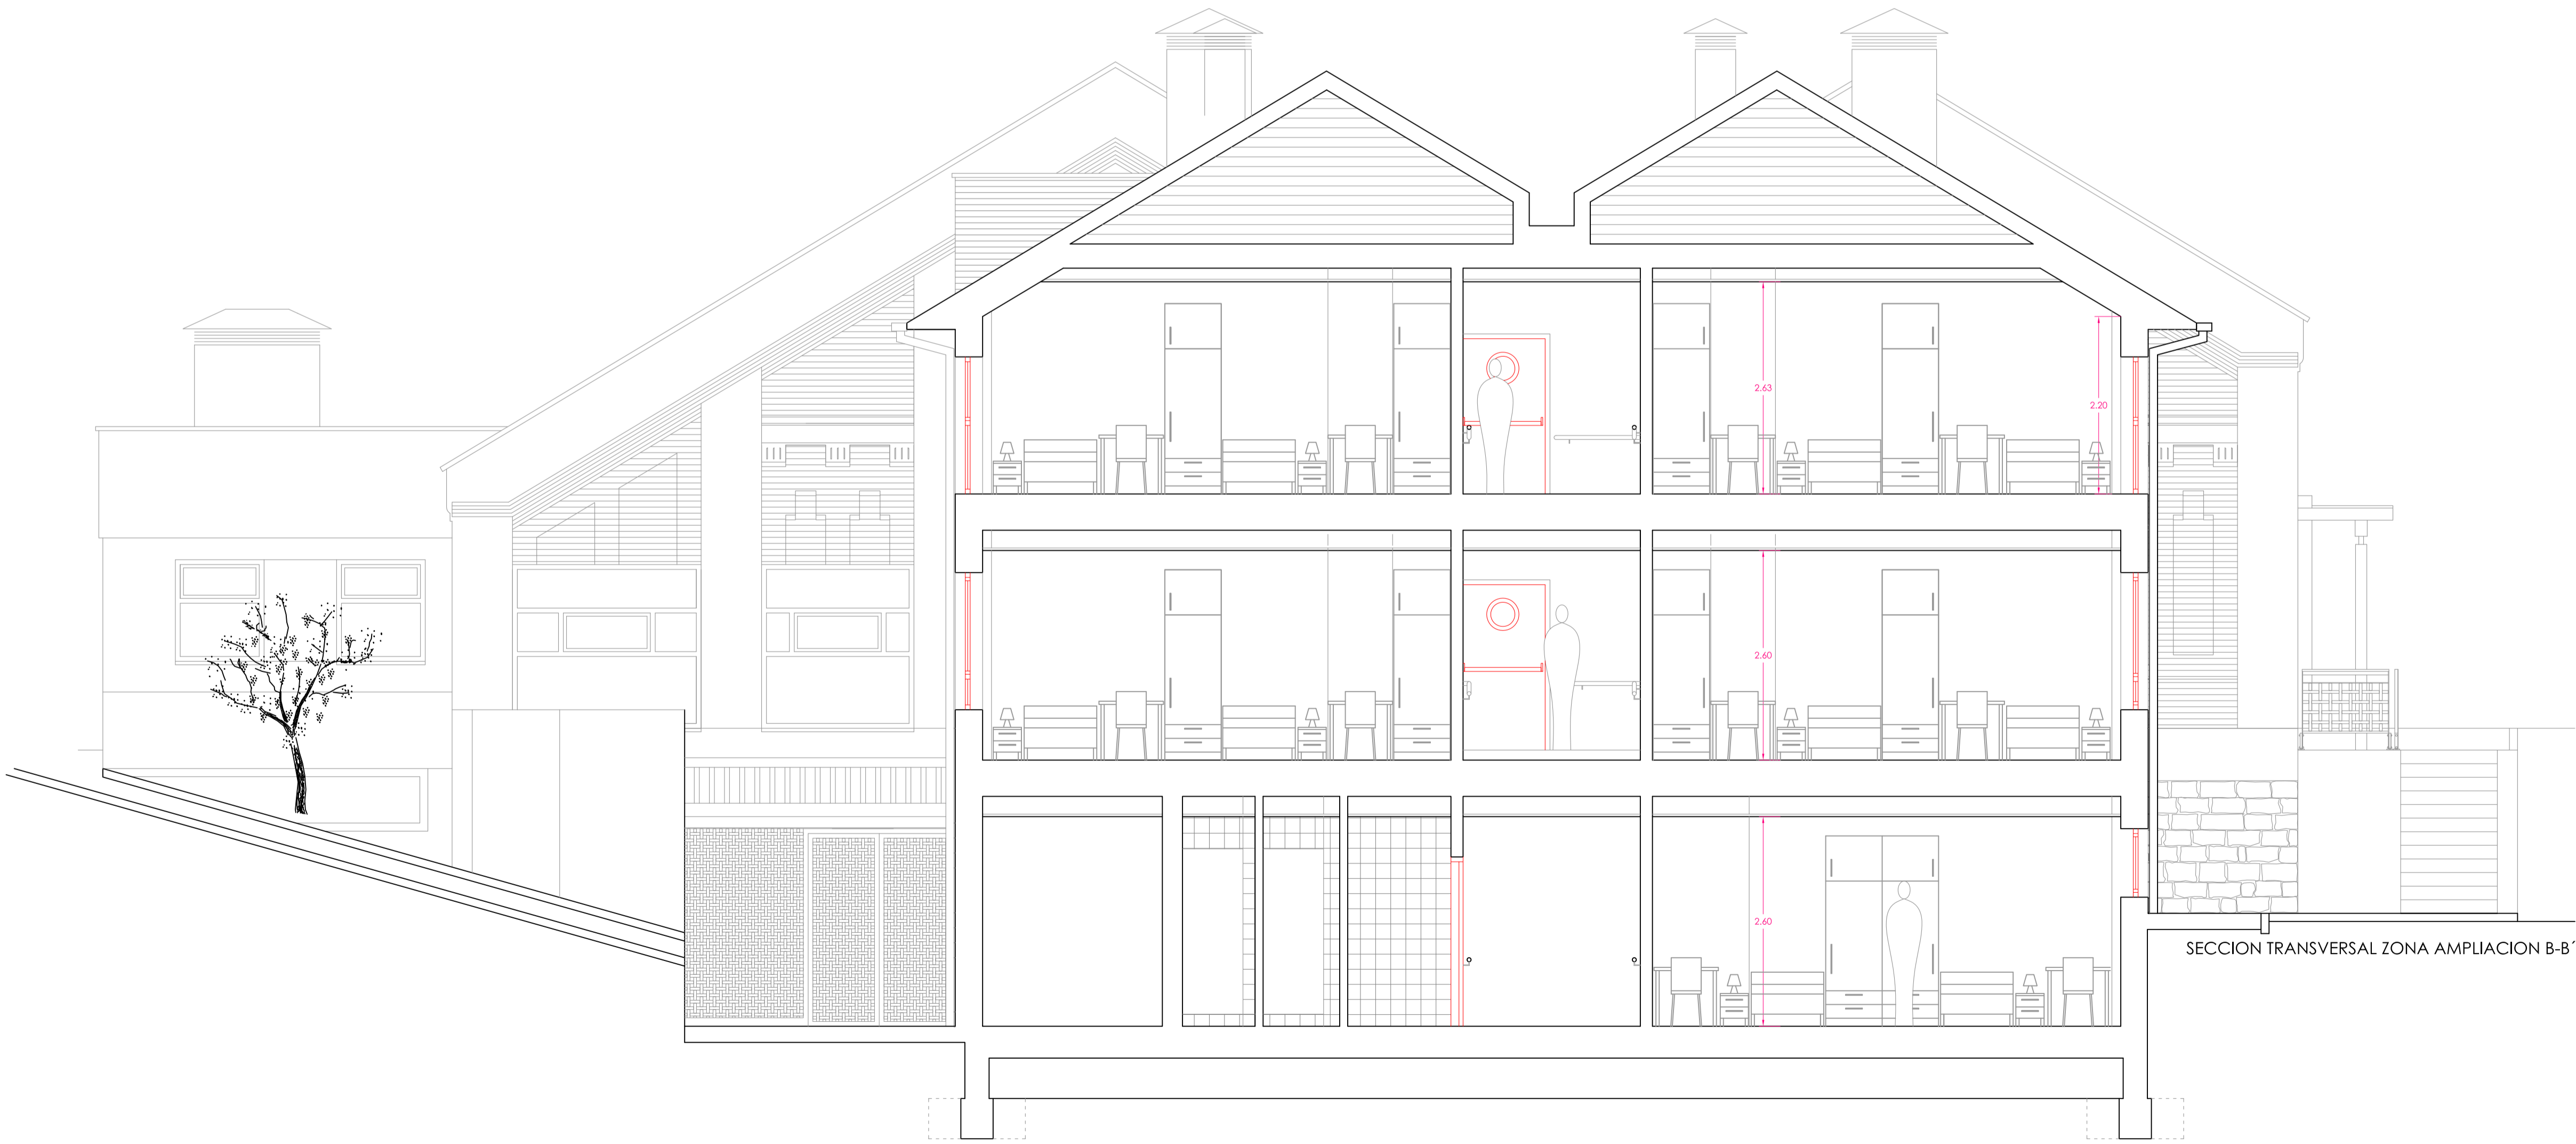 2.63
2.20
2.60
2.60
SECCION TRANSVERSAL ZONA AMPLIACION B-B´